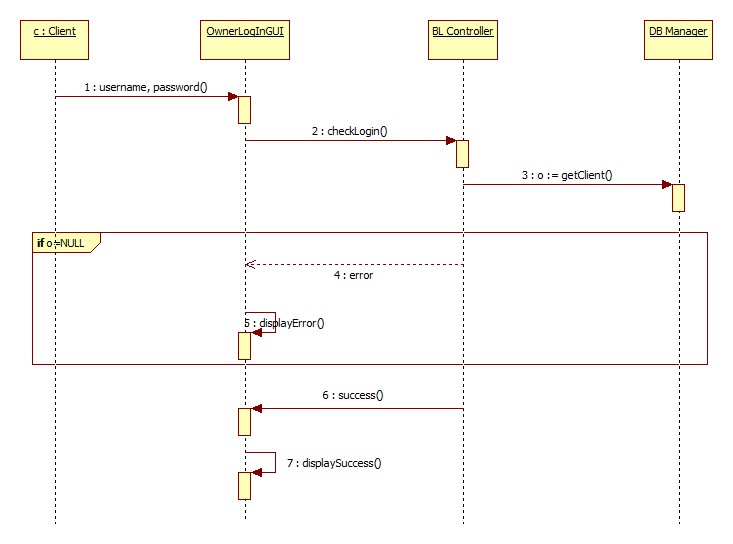 c : Client
OwnerLogInGUI
BL Controller
DB Manager
1 : username, password()
2 : checkLogin()
3 : o := getClient()
if o :=NULL
4 : error
5 : displayError()
6 : success()
7 : displaySuccess()